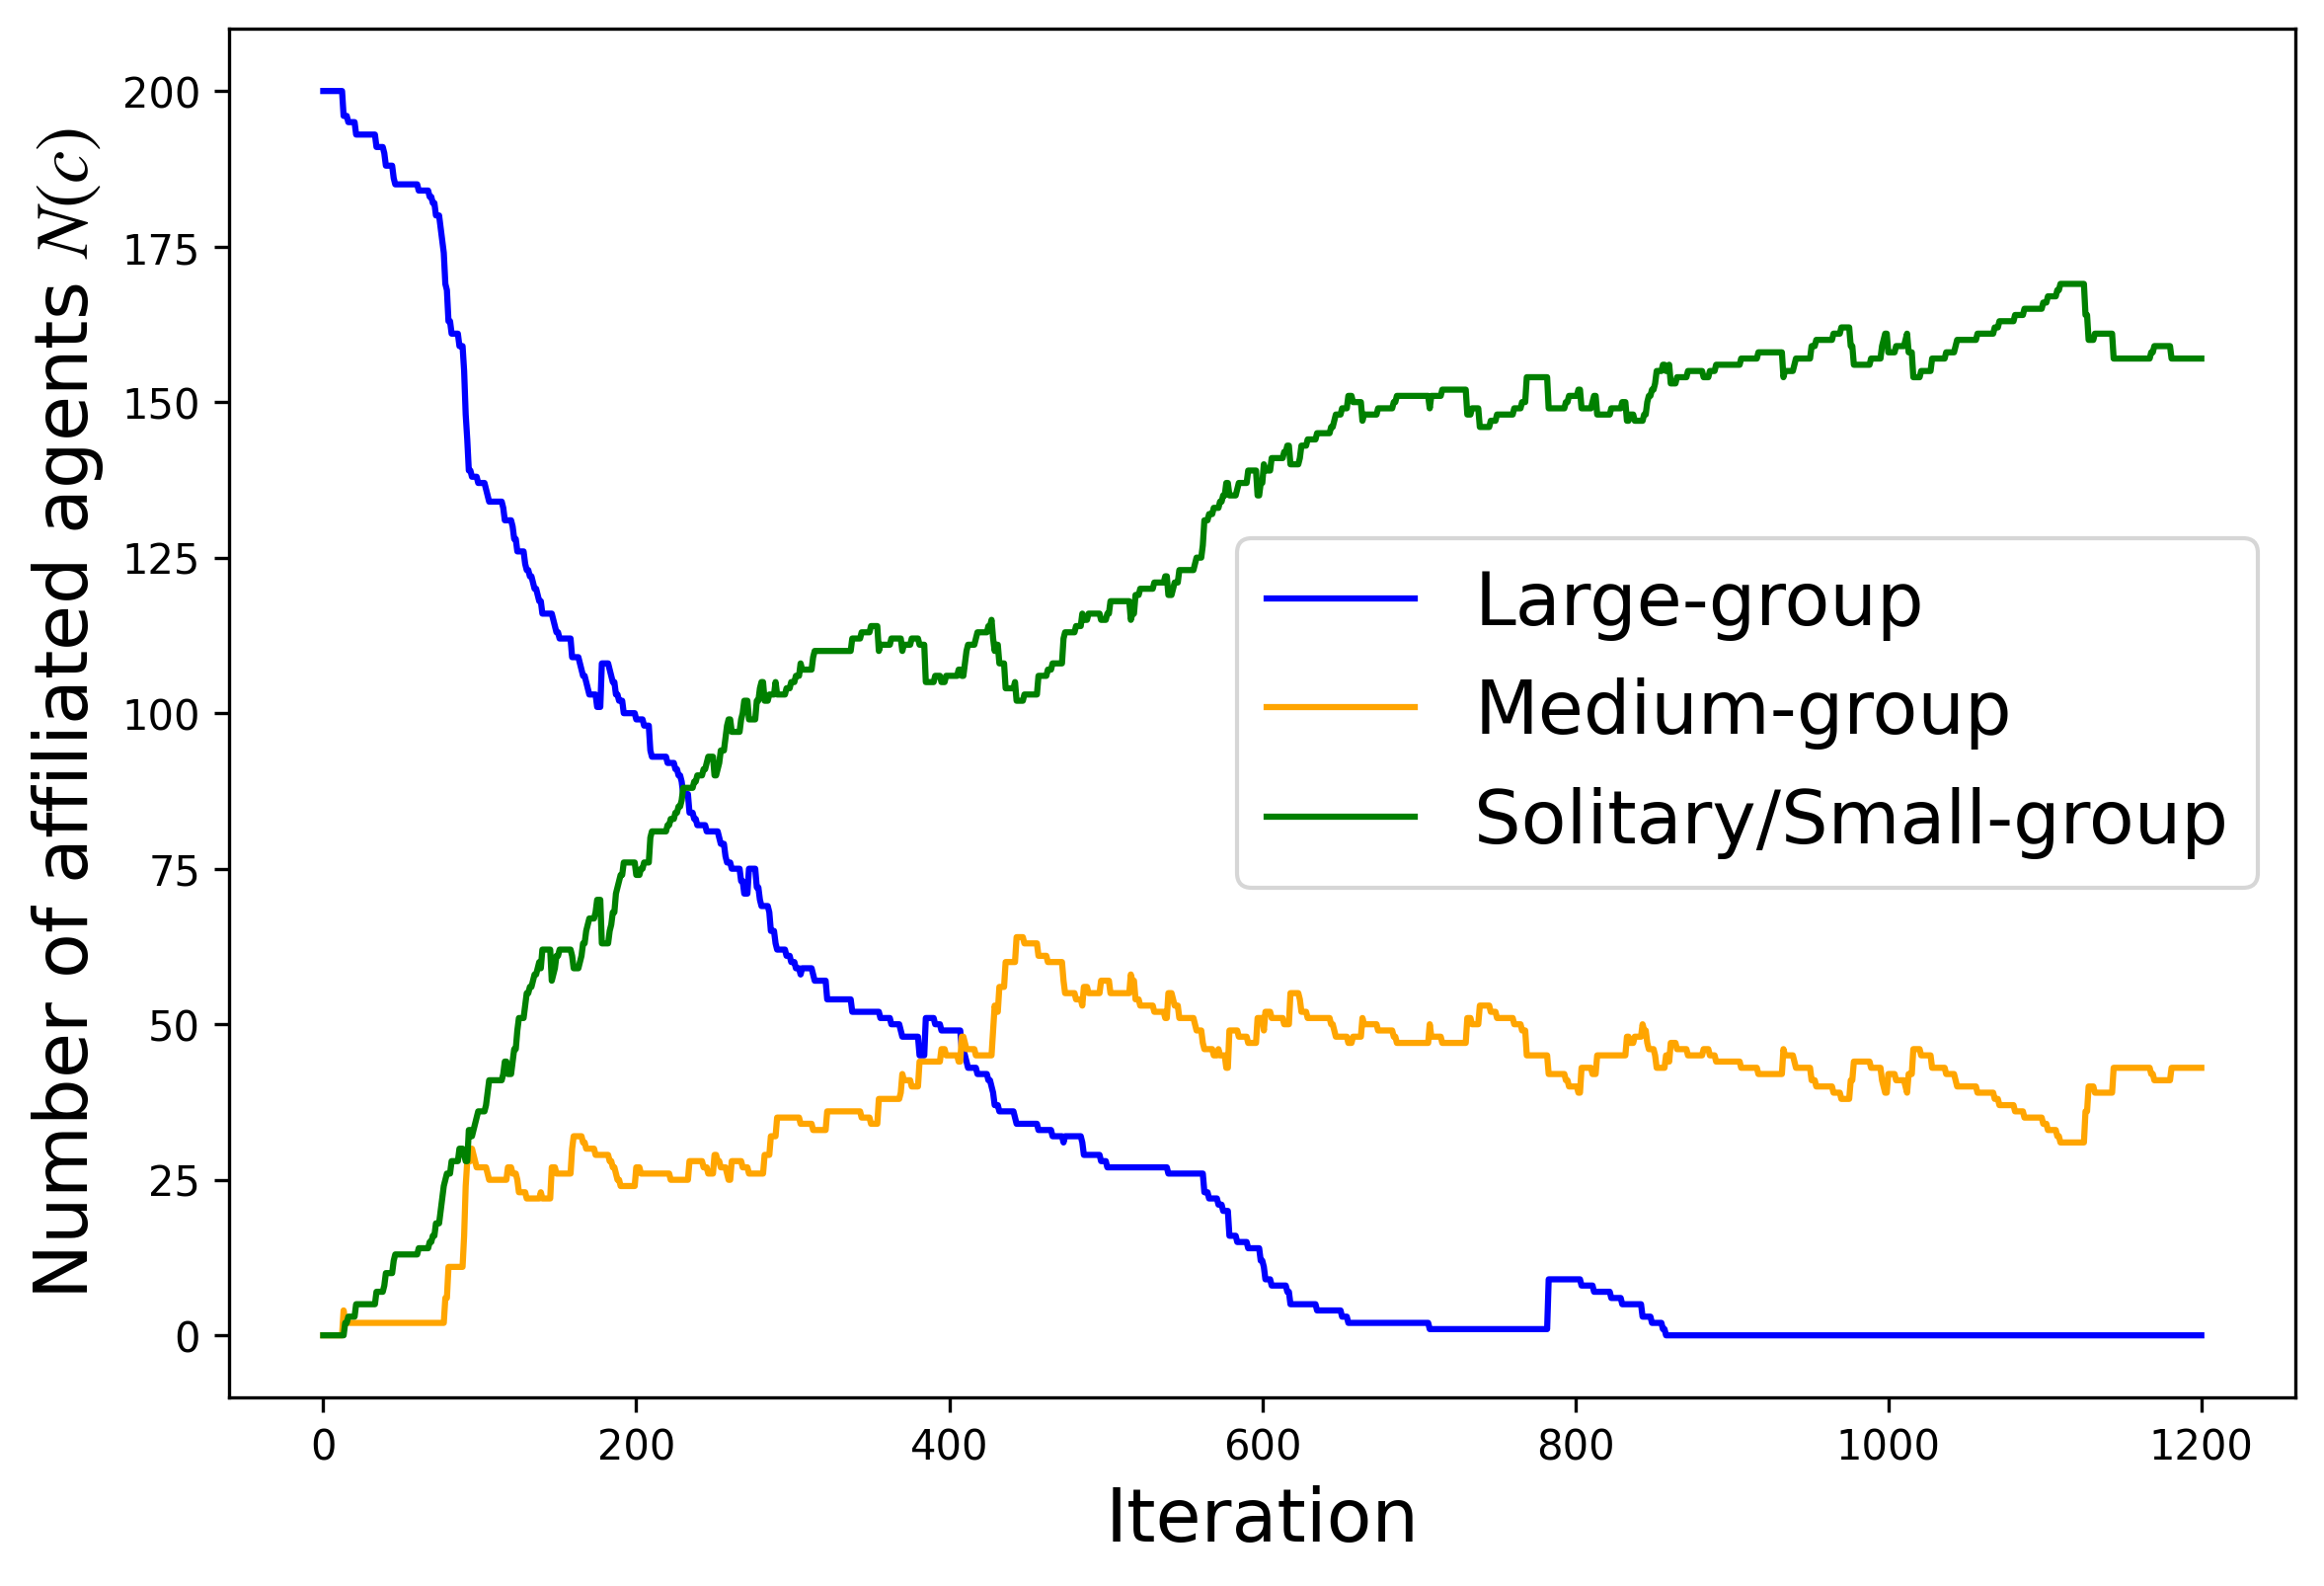 Number of affiliated agents N(c)
200
175
150
125
100
75
50
25
0
Large-group
Medium-group
Solitary/Small-group
0 200 400 600 800 1000 1200
Iteration